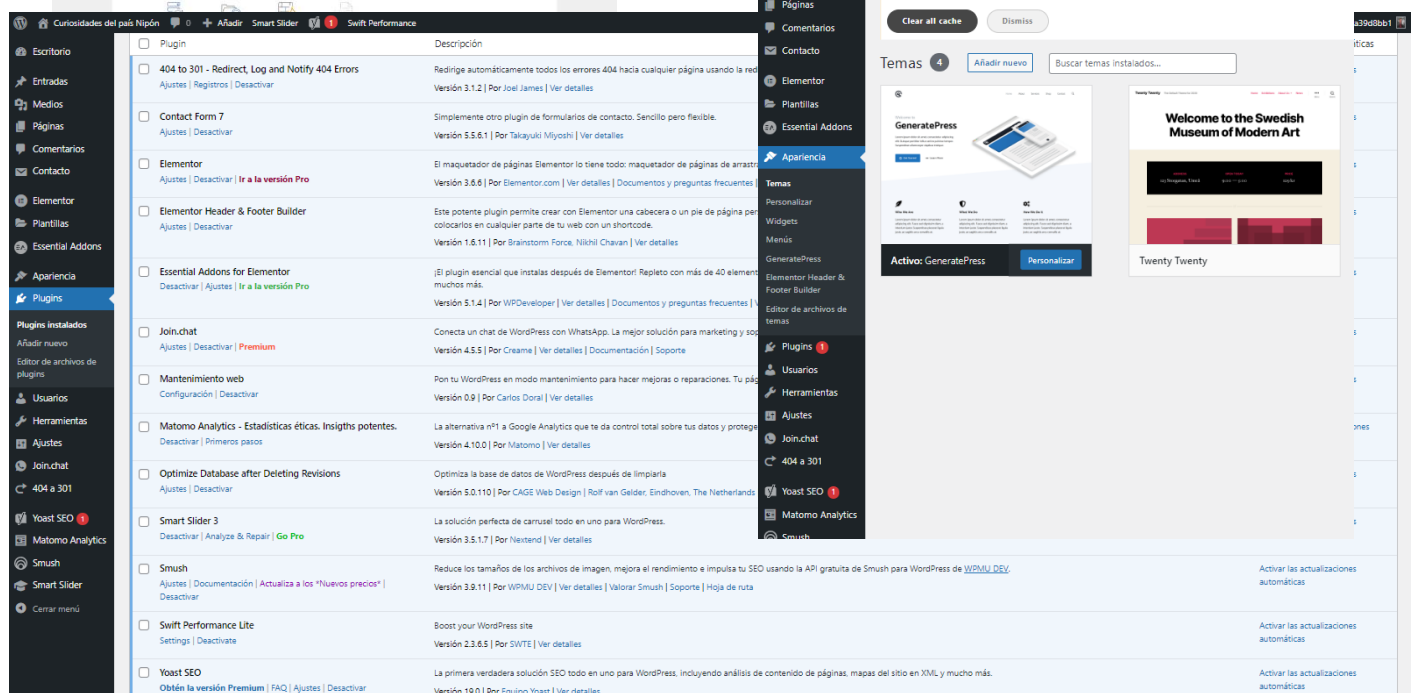 Curiosidades del país Nipón 0 Añadir Smart Slider 1 Swift Performance
a39d8bb1
Escritorio
Entradas
Medios
Páginas
Comentarios
Contacto
Elementor
Plantillas
Essential Addons
Apariencia
Plugins
Plugins instalados
Añadir nuevo
Editor de archivos de
plugins
Usuarios
Herramientas
Ajustes
Join.chat
404 a 301
Yoast SEO 1
Matomo Analytics
Smush
Smart Slider
Cerrar menú
Plugin Descripción
404 to 301 - Redirect, Log and Notify 404 Errors
Ajustes | Registros | Desactivar
Redirige automáticamente todos los errores 404 hacia cualquier página usando la red
Versión 3.1.2 | Por Joel James | Ver detalles
Contact Form 7
Ajustes | Desactivar
Simplemente otro plugin de formularios de contacto. Sencillo pero flexible.
Versión 5.5.6.1 | Por Takayuki Miyoshi | Ver detalles
Elementor
Ajustes | Desactivar | Ir a la versión Pro
El maquetador de páginas Elementor lo tiene todo: maquetador de páginas de arrastr
Versión 3.6.6 | Por Elementor.com | Ver detalles | Documentos y preguntas frecuentes |
Elementor Header & Footer Builder
Ajustes | Desactivar
Este potente plugin permite crear con Elementor una cabecera o un pie de página per
colocarlos en cualquier parte de tu web con un shortcode.
Versión 1.6.11 | Por Brainstorm Force, Nikhil Chavan | Ver detalles
Essential Addons for Elementor
Desactivar | Ajustes | Ir a la versión Pro
¡El plugin esencial que instalas después de Elementor! Repleto con más de 40 element
muchos más.
Versión 5.1.4 | Por WPDeveloper | Ver detalles | Documentos y preguntas frecuentes |
Join.chat
Ajustes | Desactivar | Premium
Conecta un chat de WordPress con WhatsApp. La mejor solución para marketing y sop
Versión 4.5.5 | Por Creame | Ver detalles | Documentación | Soporte
Mantenimiento web
Configuración | Desactivar
Pon tu WordPress en modo mantenimiento para hacer mejoras o reparaciones. Tu pág
Versión 0.9 | Por Carlos Doral | Ver detalles
Matomo Analytics - Estadísticas éticas. Insigths potentes.
Desactivar | Primeros pasos
La alternativa nº1 a Google Analytics que te da control total sobre tus datos y protege
Versión 4.10.0 | Por Matomo | Ver detalles
Optimize Database after Deleting Revisions
Ajustes | Desactivar
Optimiza la base de datos de WordPress después de limpiarla
Versión 5.0.110 | Por CAGE Web Design | Rolf van Gelder, Eindhoven, The Netherlands
Smart Slider 3
Desactivar | Analyze & Repair | Go Pro
La solución perfecta de carrusel todo en uno para WordPress.
Versión 3.5.1.7 | Por Nextend | Ver detalles
Smush
Ajustes | Documentación | Actualiza a los *Nuevos precios* |
Desactivar
Reduce los tamaños de los archivos de imagen, mejora el rendimiento e impulsa tu SEO usando la API gratuita de Smush para WordPress de WPMU DEV.
Versión 3.9.11 | Por WPMU DEV | Ver detalles | Valorar Smush | Soporte | Hoja de ruta
Activar las actualizaciones
automáticas
Swift Performance Lite
Settings | Deactivate
Boost your WordPress site
Versión 2.3.6.5 | Por SWTE | Ver detalles
Activar las actualizaciones
automáticas
Yoast SEO
Obtén la versión Premium | FAQ | Ajustes | Desactivar
La primera verdadera solución SEO todo en uno para WordPress, incluyendo análisis de contenido de páginas, mapas del sitio en XML y mucho más.
Versión 19.0 | Por Equipo Yoast | Ver detalles
Activar las actualizaciones
automáticas
Páginas
Comentarios
Contacto
Elementor
Plantillas
Essential Addons
Apariencia
Temas
Personalizar
Widgets
Menús
GeneratePress
Elementor Header &
Footer Builder
Editor de archivos de
temas
Plugins 1
Usuarios
Herramientas
Ajustes
Join.chat
404 a 301
Yoast SEO 1
Matomo Analytics
Smush
Clear all cache Dismiss
Temas 4 Añadir nuevo Buscar temas instalados...
GeneratePress
Activo: GeneratePress Personalizar
Twenty Twenty
Welcome to the Swedish
Museum of Modern Art
Twenty Twenty